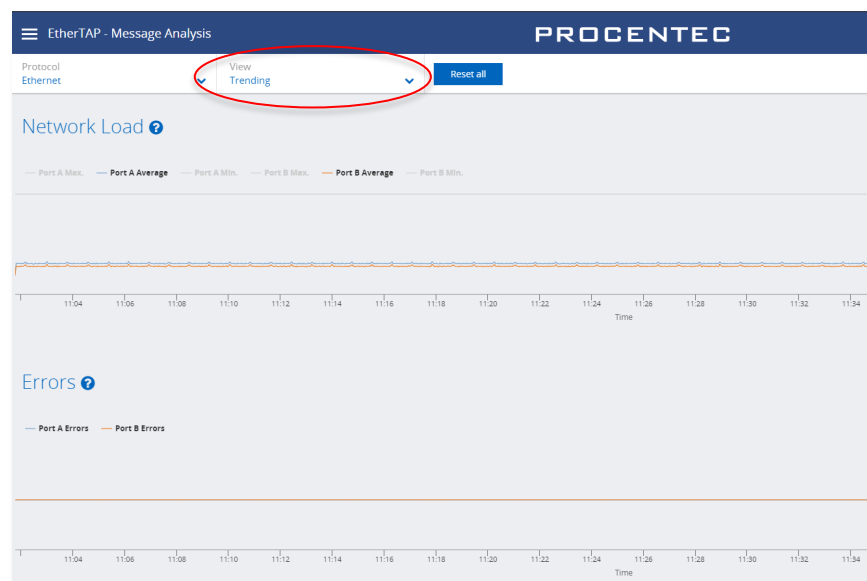 EtherTAP - Message Analysis
PROCENTEC
Protocol
Ethernet
View
Trending
Reset all
Network Load ?
Port A Max. Port A Average Port A Min. Port B Max. Port B Average Port B Min.
11:04 11:06 11:08 11:10 11:12 11:14 11:16 11:18 11:20 11:22 11:24 11:26 11:28 11:30 11:32 11:34
Time
Errors ?
Port A Errors Port B Errors
11:04 11:06 11:08 11:10 11:12 11:14 11:16 11:18 11:20 11:22 11:24 11:26 11:28 11:30 11:32 11:34
Time